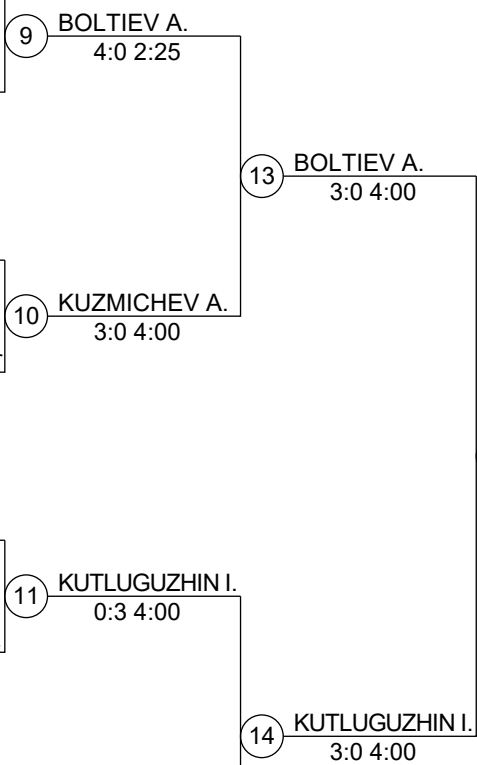 9 BOLTIEV A.
4:0 2:25
13 BOLTIEV A.
3:0 4:00
10 KUZMICHEV A.
3:0 4:00
11 KUTLUGUZHIN I.
0:3 4:00
14 KUTLUGUZHIN I.
3:0 4:00